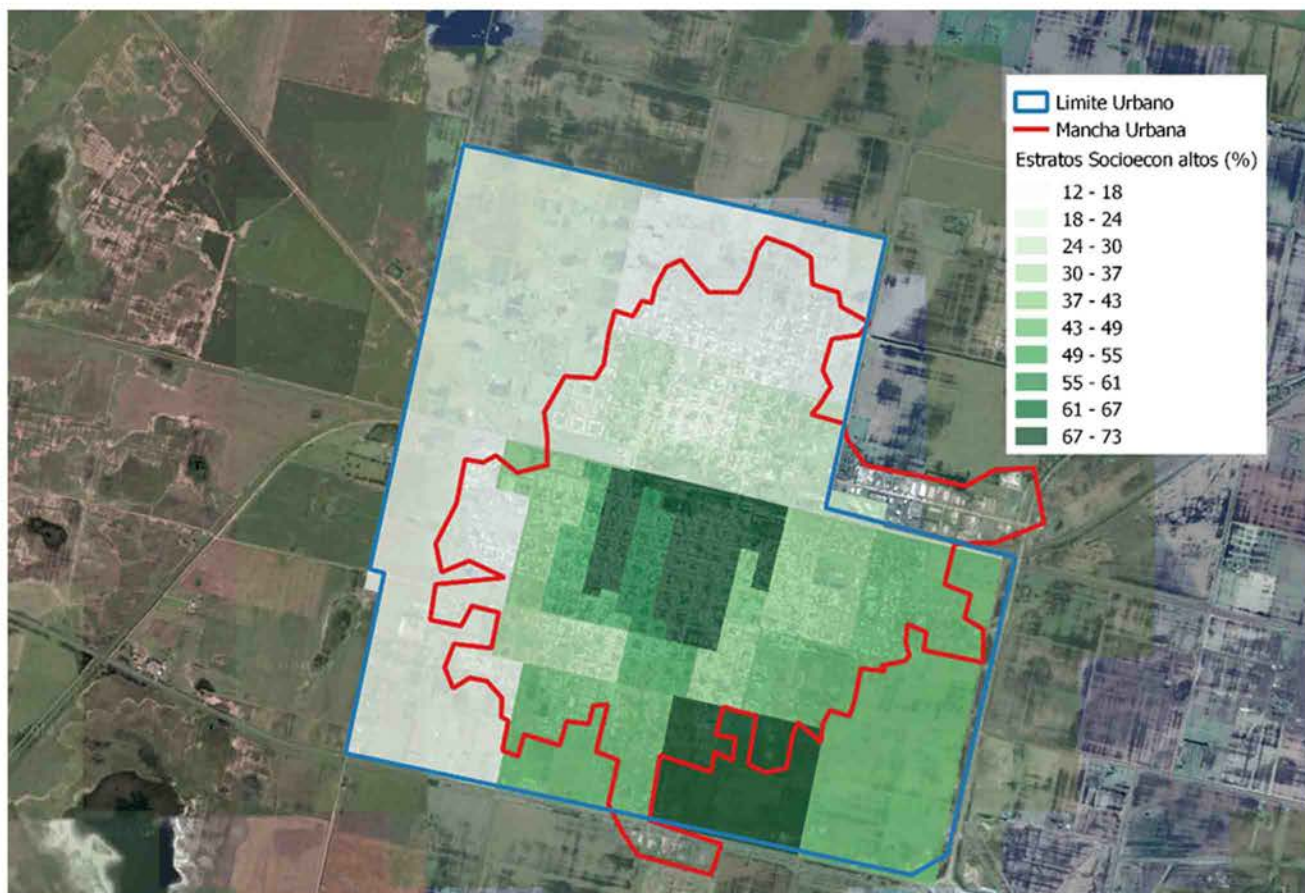 Limite Urbano
Mancha Urbana
Estratos Socioecon altos (%)
12 - 18
18 - 24
24 - 30
30 - 37
37 - 43
43 - 49
49 - 55
55 - 61
61 - 67
67 - 73